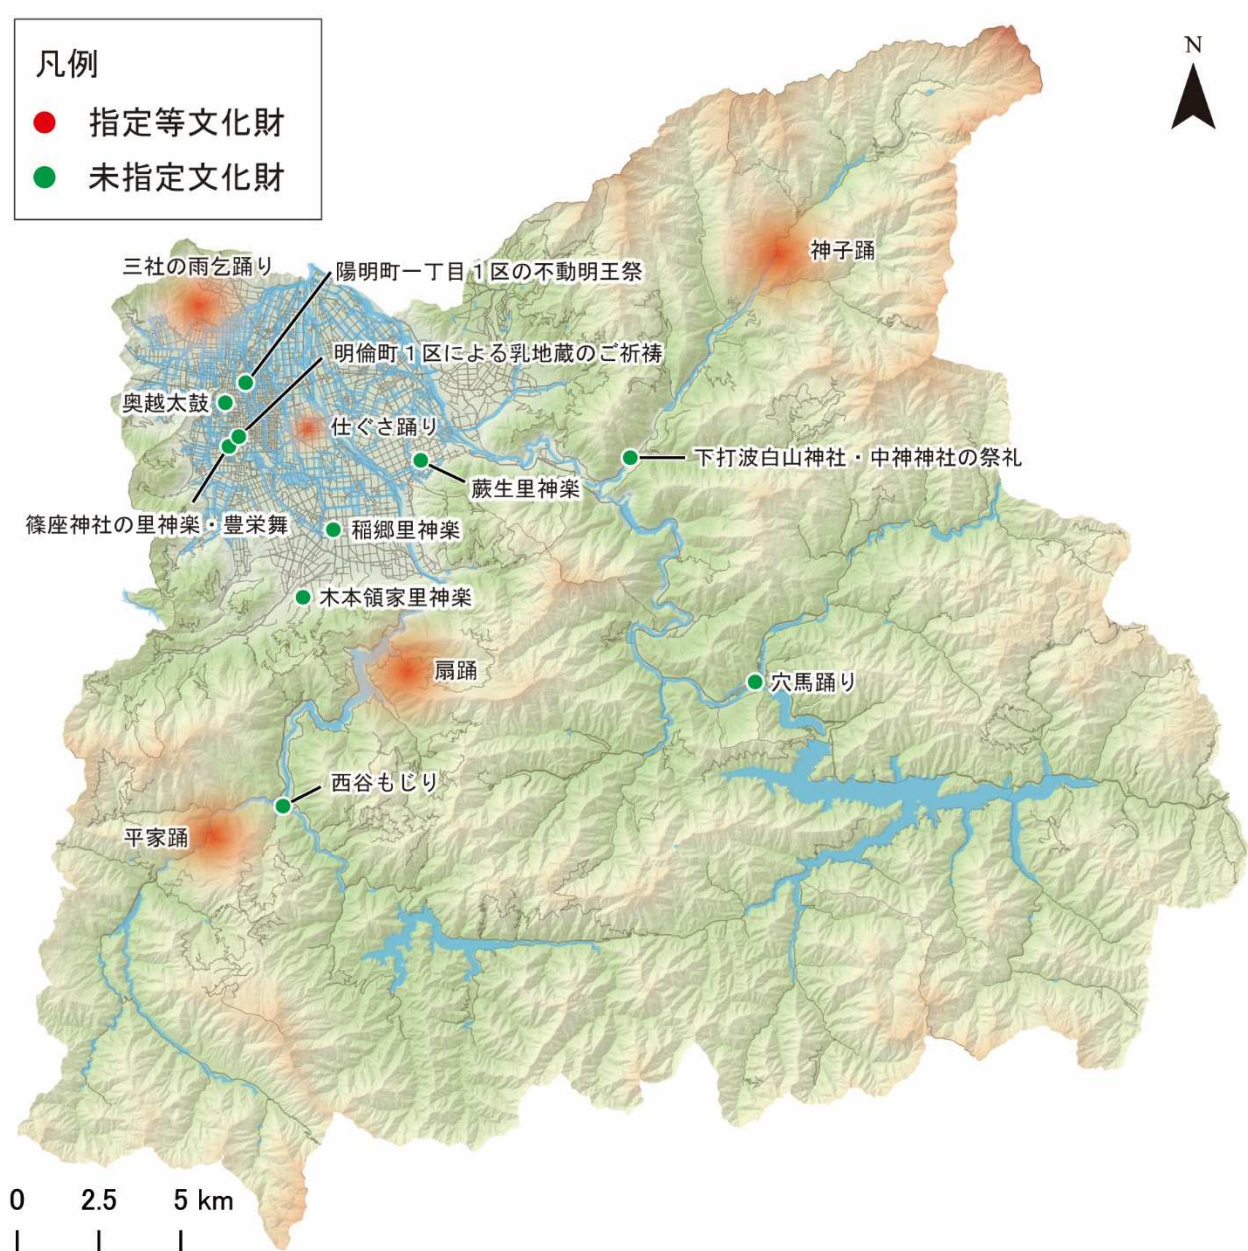 凡例
指定等文化財
未指定文化財
N
神子踊
三社の雨乞踊り
陽明町一丁目1区の不動明王祭
明倫町1区による乳地蔵のご祈祷
奥越太鼓
仕ぐさ踊り
下打波白山神社・中神神社の祭礼
蕨生里神楽
篠座神社の里神楽・豊栄舞
稲郷里神楽
木本領家里神楽
扇踊
穴馬踊り
西谷もじり
平家踊
0 2.5 5 km